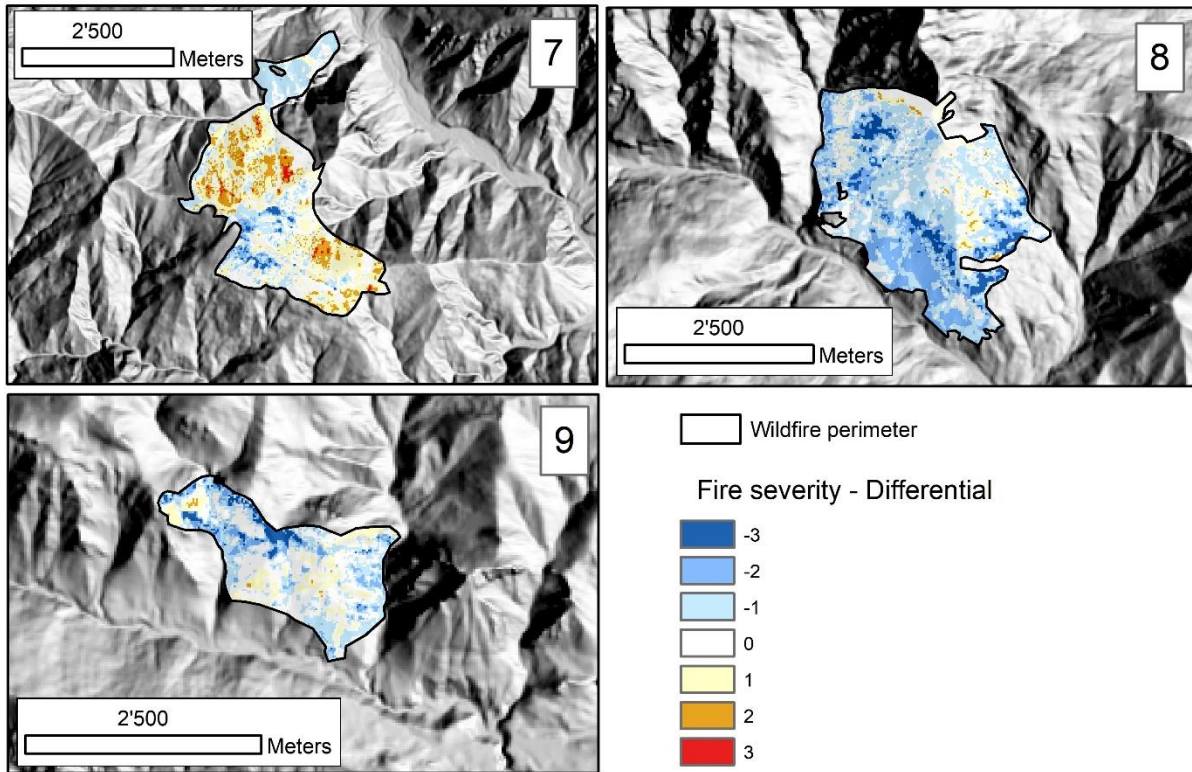 2'500
Meters
7
8
2'500
Meters
9
2'500
Meters
Wildfire perimeter
Fire severity - Differential
-3
-2
-1
0
1
2
3